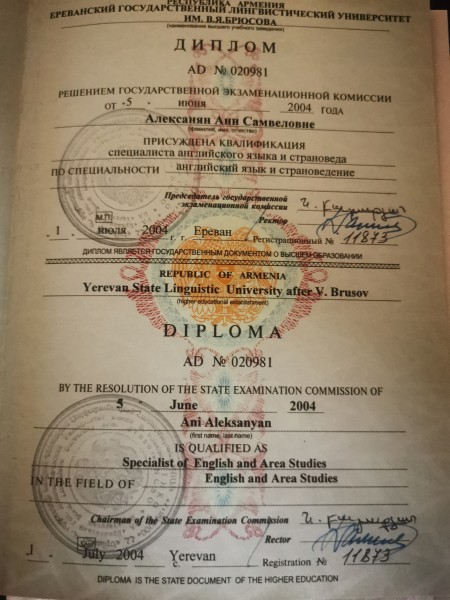 РЕСПУБЛИКА АРМЕНИЯ
ЕРЕВАНСКИЙ ГОСУДАРСТВЕННЫЙ ЛИНГВИСТИЧЕСКИЙ УНИВЕРСИТЕТ
ИМ. В.Я.БРЮСОВА
(наименование высшего учебного заведения)
ДИПЛОМ
AD № 020981
РЕШЕНИЕМ ГОСУДАРСТВЕННОЙ ЭКЗАМЕНАЦИОННОЙ КОМИССИИ
ОТ 5 июня 2004 ГОДА
Алексанян Ани Самвеловне
(фамилия, имя, отчество)
ПРИСУЖДЕНА КВАЛИФИКАЦИЯ
специалиста английского языка и страноведа
ПО СПЕЦИАЛЬНОСТИ английский язык и страноведение
Председатель государственной
экзаменационной комиссии
М.П. Ректор
1 июля 2004 г. г. Ереван Регистрационный № 11873
ДИПЛОМ ЯВЛЯЕТСЯ ГОСУДАРСТВЕННЫМ ДОКУМЕНТОМ О ВЫСШЕМ ОБРАЗОВАНИИ
REPUBLIC OF ARMENIA
Yerevan State Linguistic University after V. Brusov
(higher educational establishment)
DIPLOMA
AD № 020981
BY THE RESOLUTION OF THE STATE EXAMINATION COMMISSION OF
5 June 2004
Ani Aleksanyan
(first name, last name)
IS QUALIFIED AS
Specialist of English and Area Studies
IN THE FIELD OF English and Area Studies
Chairman of the State Examination Commission
Rector
1 July 2004 Yerevan Registration № 11873
DIPLOMA IS THE STATE DOCUMENT OF THE HIGHER EDUCATION